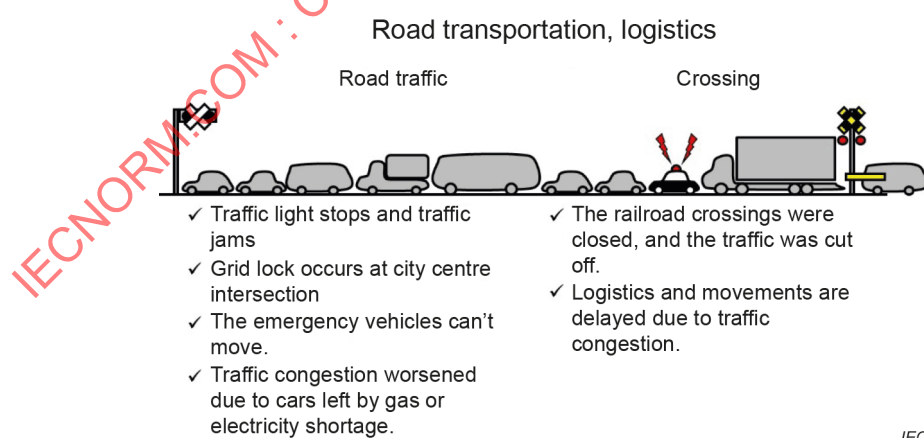 Road transportation, logistics
Road traffic
Crossing
✓ Traffic light stops and traffic
jams
✓ Grid lock occurs at city centre
intersection
✓ The emergency vehicles can’t
move.
✓ Traffic congestion worsened
due to cars left by gas or
electricity shortage.
✓ The railroad crossings were
closed, and the traffic was cut
off.
✓ Logistics and movements are
delayed due to traffic
congestion.
IECNORM.COM :
IEC